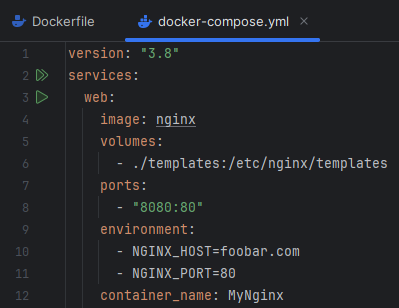 Dockerfile docker-compose.yml
1 version: "3.8"
2 services:
3   web:
4     image: nginx
5     volumes:
6       - ./templates:/etc/nginx/templates
7     ports:
8       - "8080:80"
9     environment:
10       - NGINX_HOST=foobar.com
11       - NGINX_PORT=80
12     container_name: MyNginx